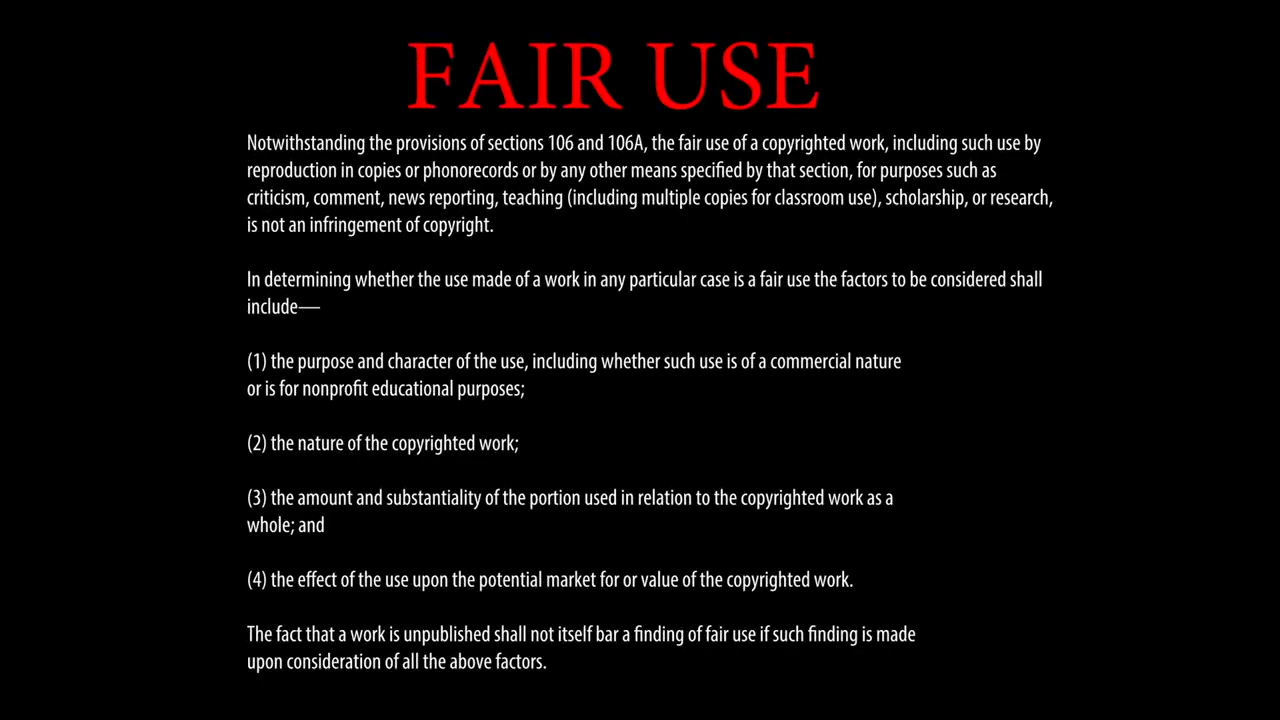 FAIR USE
Notwithstanding the provisions of sections 106 and 106A, the fair use of a copyrighted work, including such use by
reproduction in copies or phonorecords or by any other means specified by that section, for purposes such as
criticism, comment, news reporting, teaching (including multiple copies for classroom use), scholarship, or research,
is not an infringement of copyright.
In determining whether the use made of a work in any particular case is a fair use the factors to be considered shall
include—
(1) the purpose and character of the use, including whether such use is of a commercial nature
or is for nonprofit educational purposes;
(2) the nature of the copyrighted work;
(3) the amount and substantiality of the portion used in relation to the copyrighted work as a
whole; and
(4) the effect of the use upon the potential market for or value of the copyrighted work.
The fact that a work is unpublished shall not itself bar a finding of fair use if such finding is made
upon consideration of all the above factors.